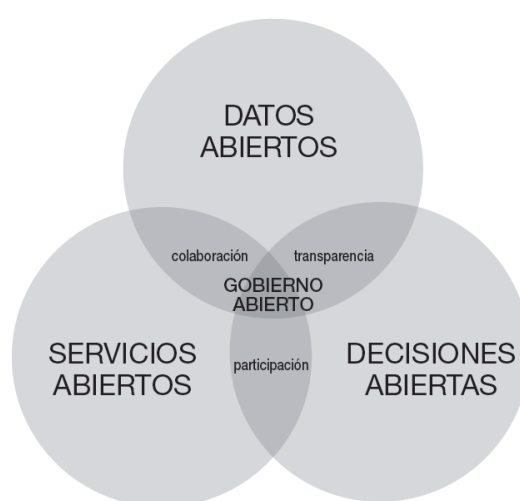 DATOS
ABIERTOS
colaboración
transparencia
GOBIERNO
ABIERTO
SERVICIOS
ABIERTOS
participación
DECISIONES
ABIERTAS